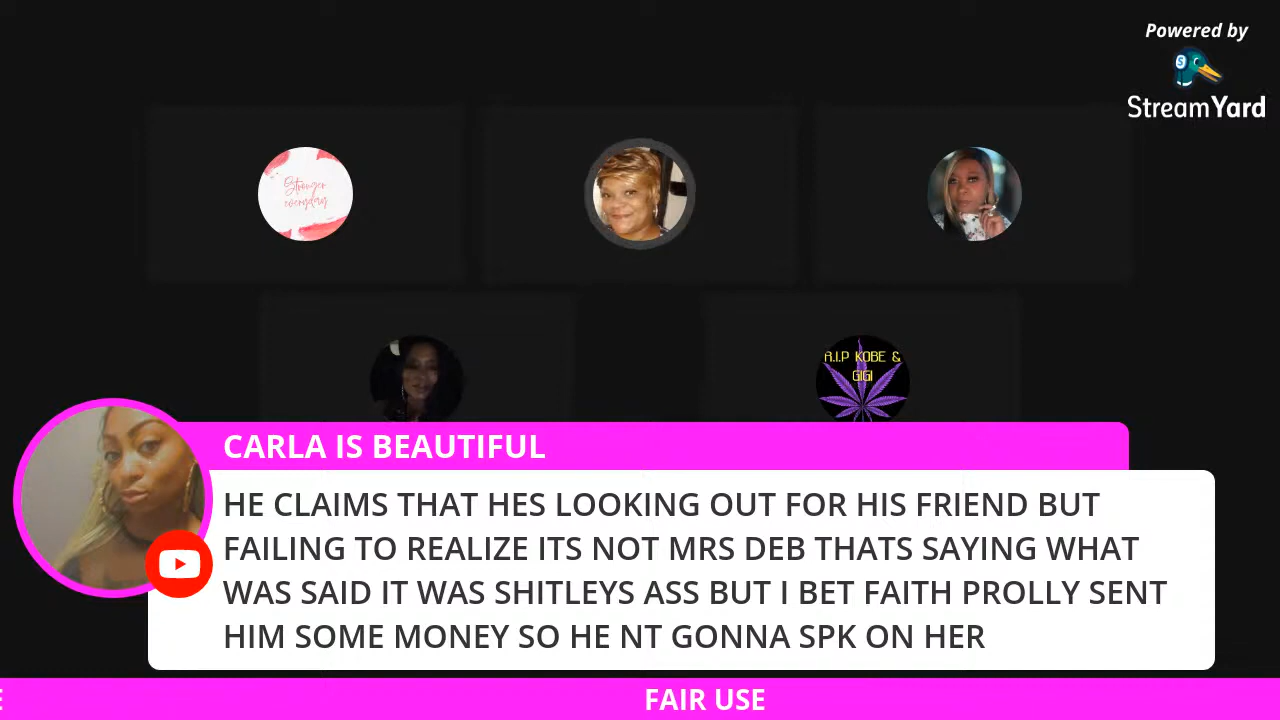 Powered by
StreamYard
Stronger
everyday
R.I.P KOBE &
GIGI
CARLA IS BEAUTIFUL
HE CLAIMS THAT HES LOOKING OUT FOR HIS FRIEND BUT
FAILING TO REALIZE ITS NOT MRS DEB THATS SAYING WHAT
WAS SAID IT WAS SHITLEYS ASS BUT I BET FAITH PROLLY SENT
HIM SOME MONEY SO HE NT GONNA SPK ON HER
FAIR USE